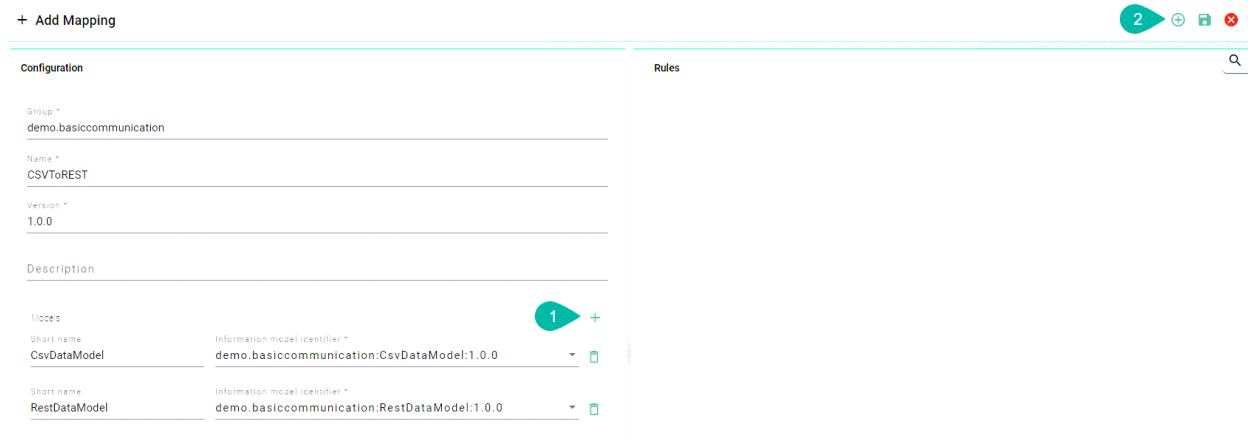 + Add Mapping
2
Configuration
Rules
Group *
demo.basiccommunication
Name *
CSVToREST
Version *
1.0.0
Description
Models
1
Short name Information model identifier *
CsvDataModel demo.basiccommunication:CsvDataModel:1.0.0
Short name Information model identifier *
RestDataModel demo.basiccommunication:RestDataModel:1.0.0